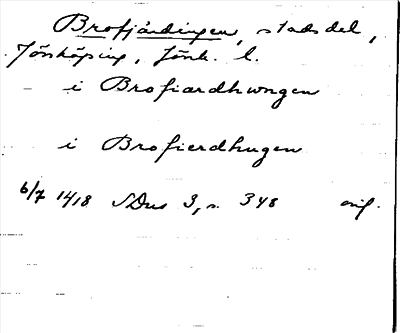 Brofjärdingen, stadsdel,
Jönköping, Jönk. l.
i Brofiardhwngen
i Brofierdhugen
6/7 1418 SDns 3, s. 348 orig.